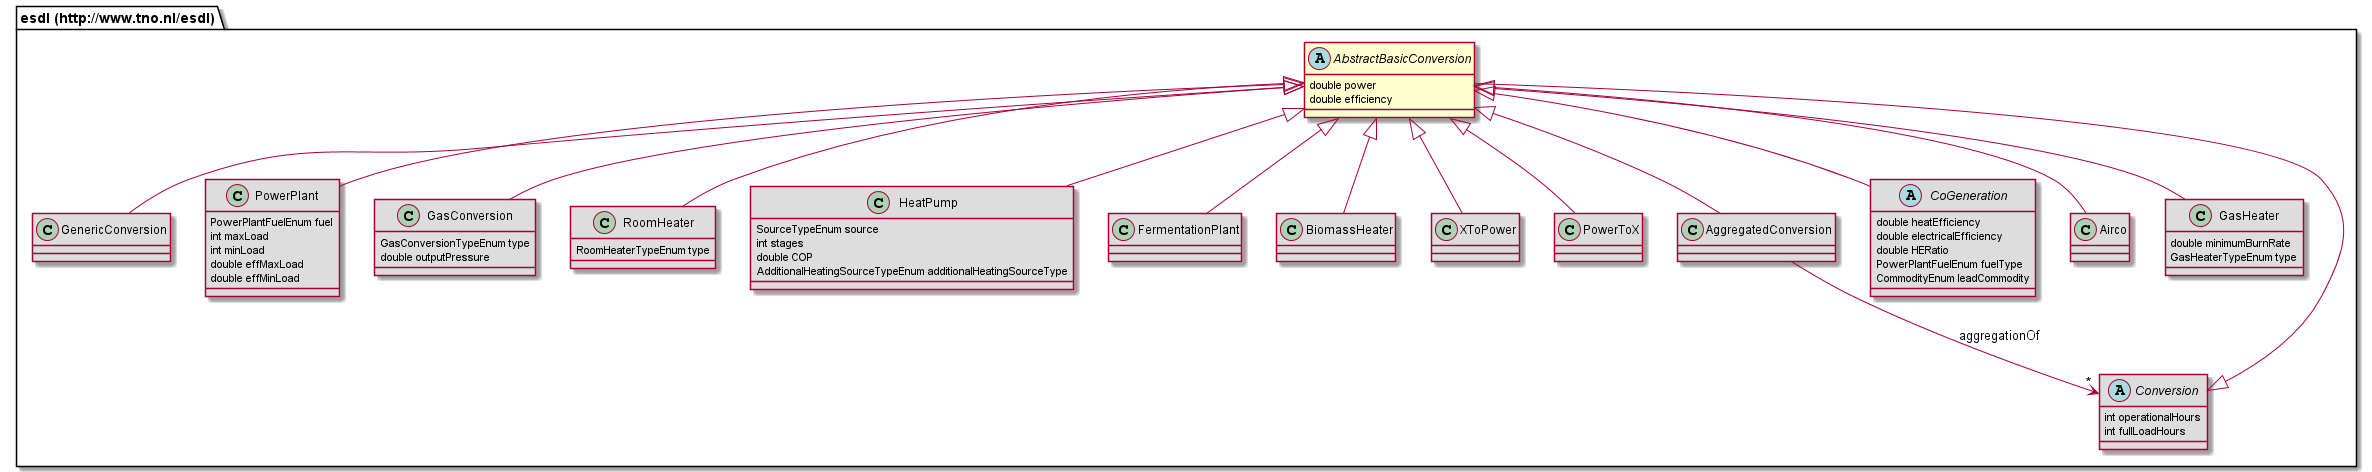 esdl (http://www.tno.nl/esdl)
A AbstractBasicConversion
double power
double efficiency
C GenericConversion
C PowerPlant
PowerPlantFuelEnum fuel
int maxLoad
int minLoad
double effMaxLoad
double effMinLoad
C GasConversion
GasConversionTypeEnum type
double outputPressure
C RoomHeater
RoomHeaterTypeEnum type
C HeatPump
SourceTypeEnum source
int stages
double COP
AdditionalHeatingSourceTypeEnum additionalHeatingSourceType
C FermentationPlant
C BiomassHeater
C XToPower
C PowerToX
C AggregatedConversion
A CoGeneration
double heatEfficiency
double electricalEfficiency
double HERatio
PowerPlantFuelEnum fuelType
CommodityEnum leadCommodity
C Airco
C GasHeater
double minimumBurnRate
GasHeaterTypeEnum type
aggregationOf
*
A Conversion
int operationalHours
int fullLoadHours